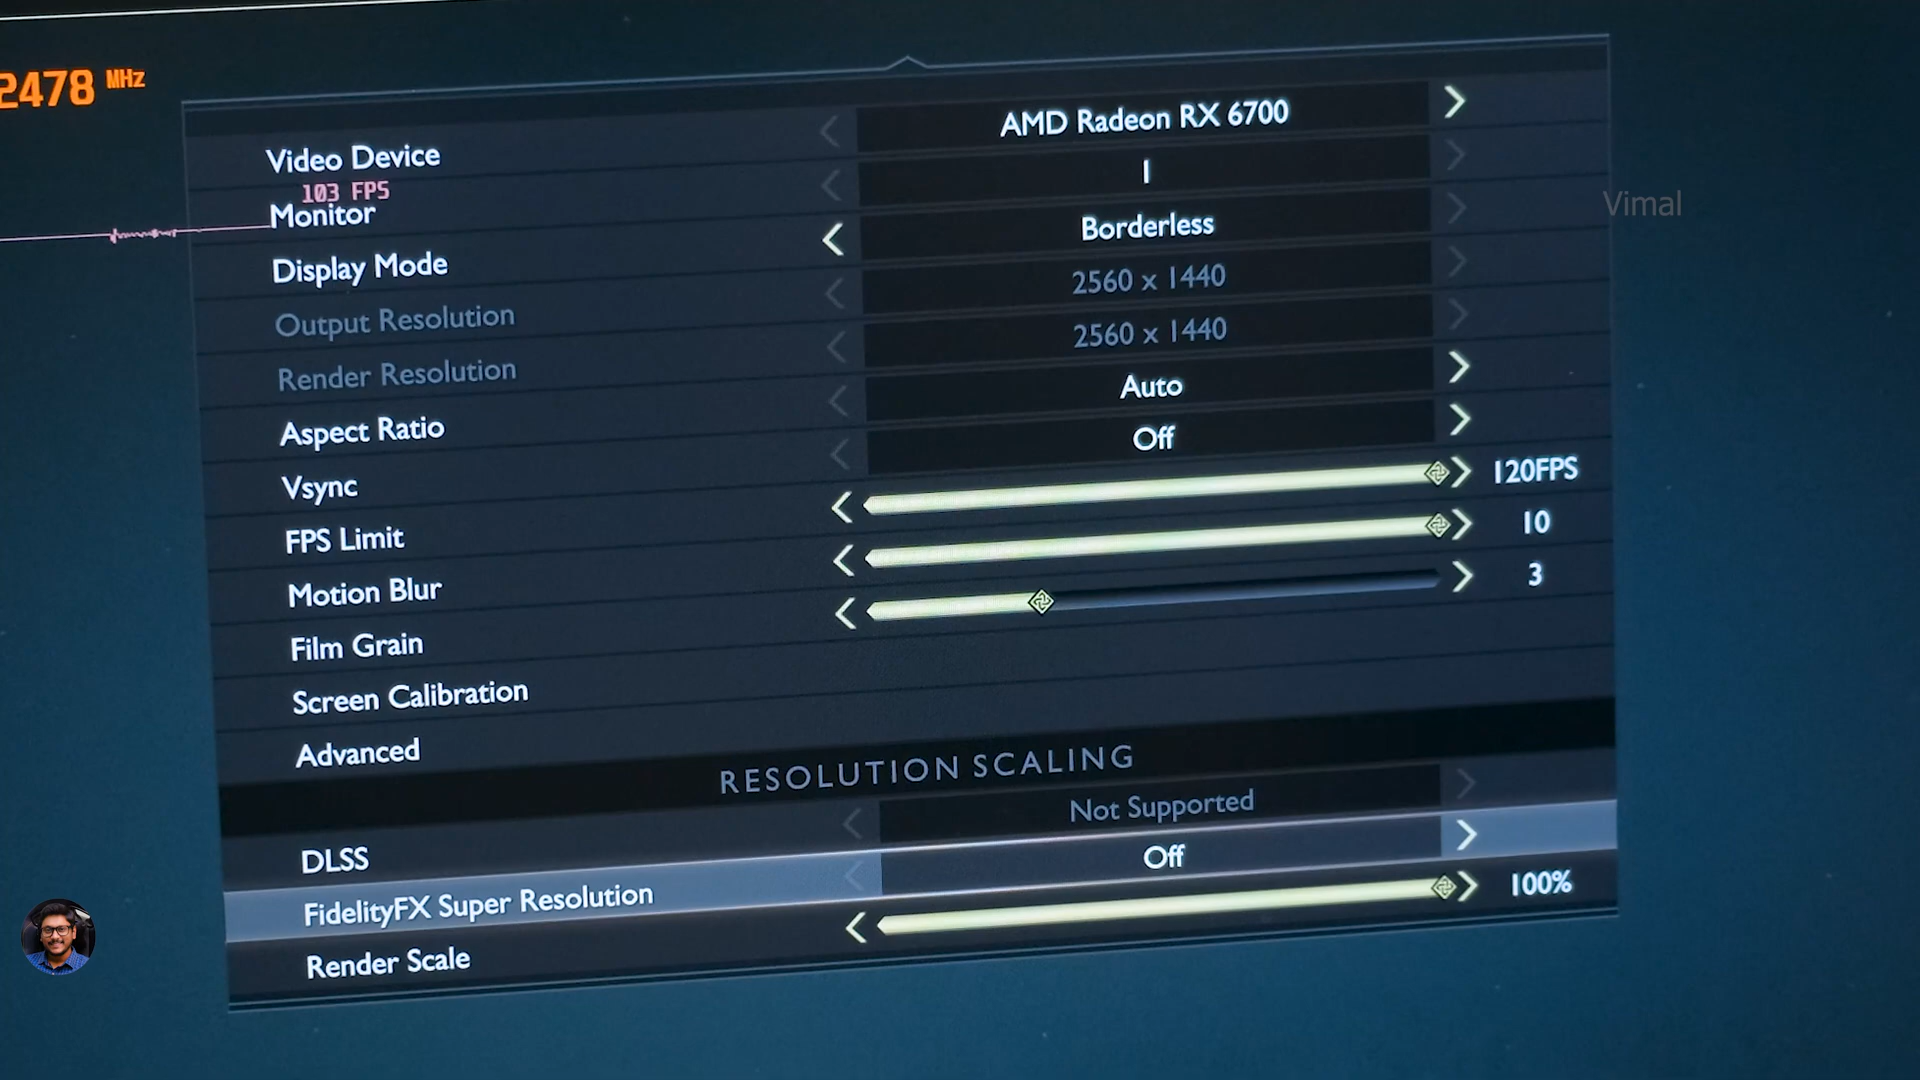 2478 MHz
Video Device
AMD Radeon RX 6700
103 FPS
Monitor
1
Display Mode
Borderless
Output Resolution
2560 x 1440
Render Resolution
2560 x 1440
Aspect Ratio
Auto
Vsync
Off
FPS Limit
120FPS
Motion Blur
10
Film Grain
3
Screen Calibration
Advanced
RESOLUTION SCALING
DLSS
Not Supported
FidelityFX Super Resolution
Off
Render Scale
100%
Vimal